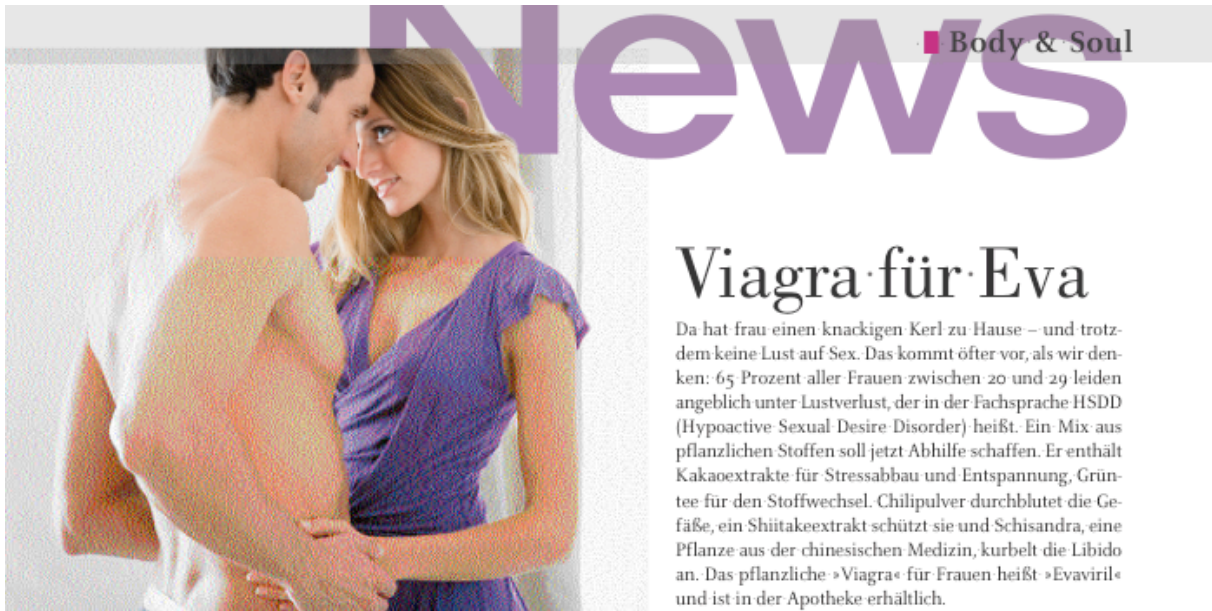 News
Body & Soul
Viagra für Eva
Da hat frau einen knackigen Kerl zu Hause – und trotz-
dem keine Lust auf Sex. Das kommt öfter vor, als wir den-
ken: 65 Prozent aller Frauen zwischen 20 und 29 leiden
angeblich unter Lustverlust, der in der Fachsprache HSDD
(Hypoactive Sexual Desire Disorder) heißt. Ein Mix aus
pflanzlichen Stoffen soll jetzt Abhilfe schaffen. Er enthält
Kakaoextrakte für Stressabbau und Entspannung, Grün-
tee für den Stoffwechsel. Chilipulver durchblutet die Ge-
fäße, ein Shiitakeextrakt schützt sie und Schisandra, eine
Pflanze aus der chinesischen Medizin, kurbelt die Libido
an. Das pflanzliche »Viagra« für Frauen heißt »Evaviril«
und ist in der Apotheke erhältlich.